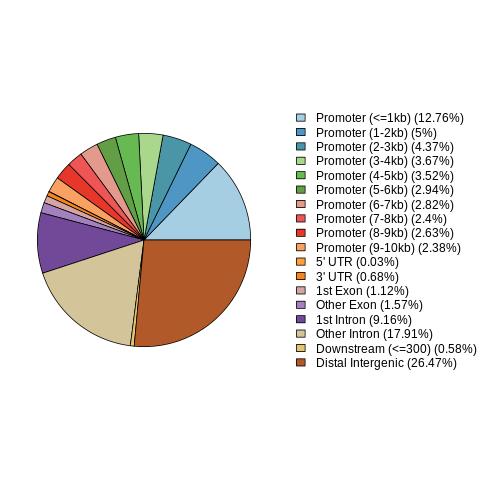 Promoter (<=1kb) (12.76%)
Promoter (1-2kb) (5%)
Promoter (2-3kb) (4.37%)
Promoter (3-4kb) (3.67%)
Promoter (4-5kb) (3.52%)
Promoter (5-6kb) (2.94%)
Promoter (6-7kb) (2.82%)
Promoter (7-8kb) (2.4%)
Promoter (8-9kb) (2.63%)
Promoter (9-10kb) (2.38%)
5' UTR (0.03%)
3' UTR (0.68%)
1st Exon (1.12%)
Other Exon (1.57%)
1st Intron (9.16%)
Other Intron (17.91%)
Downstream (<=300) (0.58%)
Distal Intergenic (26.47%)